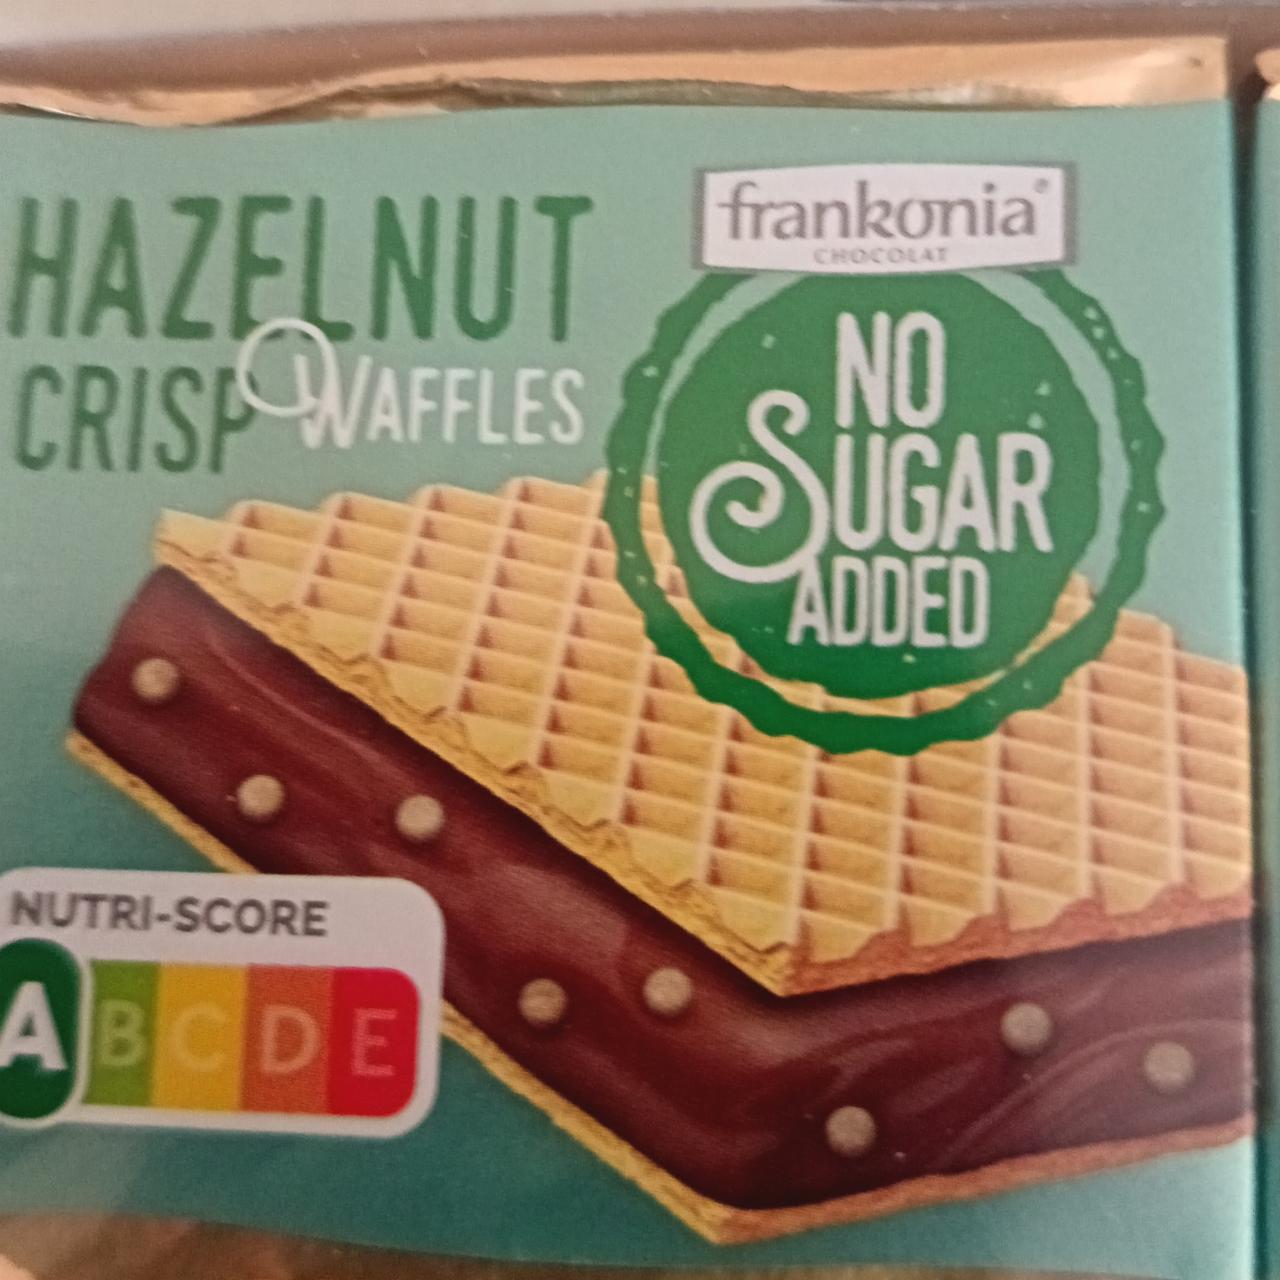 HAZELNUT
CRISP WAFFLES
frankonia®
CHOCOLAT
NO
SUGAR
ADDED
NUTRI-SCORE
A B C D E